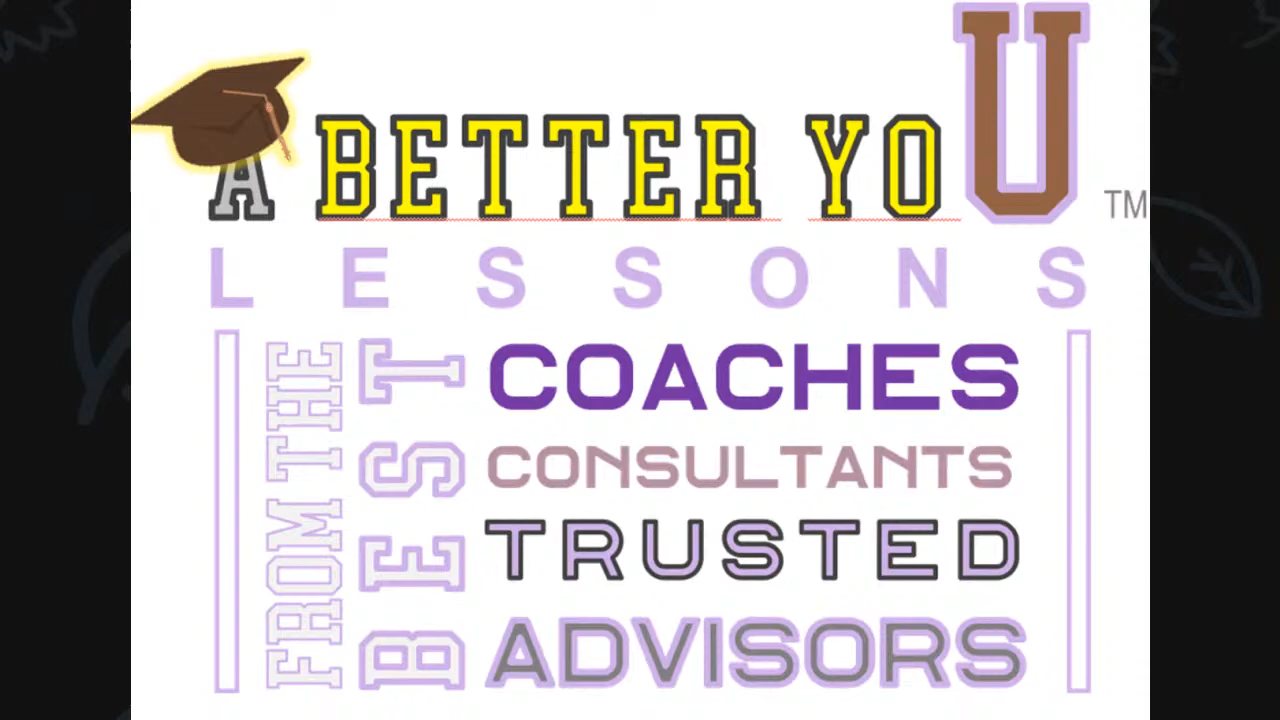 A BETTER YOU TM
LESSONS
FROM THE
BEST
COACHES
CONSULTANTS
TRUSTED
ADVISORS